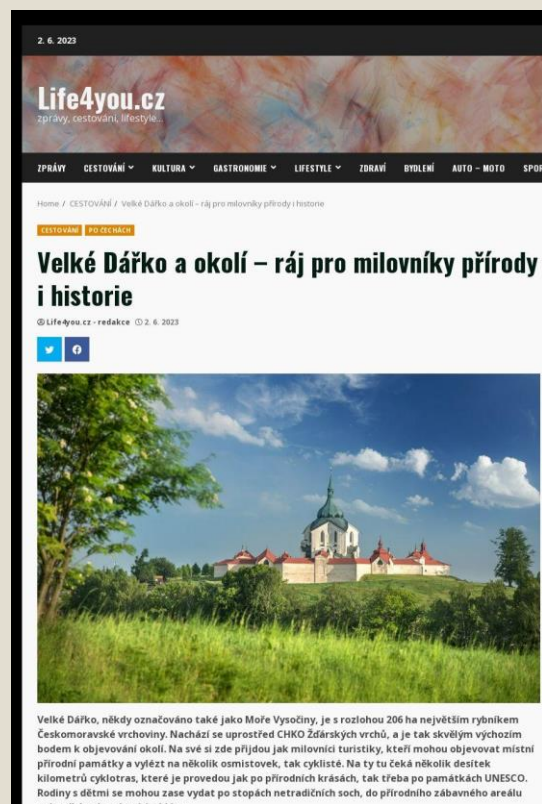 2. 6. 2023
Life4you.cz
zprávy, cestování, lifestyle...
ZPRÁVY CESTOVÁNÍ KULTURA GASTRONOMIE LIFESTYLE ZDRAVÍ BYDLENÍ AUTO – MOTO SPOR
Home / CESTOVÁNÍ / Velké Dářko a okolí – ráj pro milovníky přírody i historie
CESTOVÁNÍ PO ČECHÁCH
Velké Dářko a okolí – ráj pro milovníky přírody
i historie
Life4you.cz - redakce 2. 6. 2023
Velké Dářko, někdy označováno také jako Moře Vysočiny, je s rozlohou 206 ha největším rybníkem
Českomoravské vrchoviny. Nachází se uprostřed CHKO Žďárských vrchů, a je tak skvělým výchozím
bodem k objevování okolí. Na své si zde přijdou jak milovníci turistiky, kteří mohou objevovat místní
přírodní památky a vylézt na několik osmistovek, tak cyklisté. Na ty tu čeká několik desítek
kilometrů cyklotras, které je provedou jak po přírodních krásách, tak třeba po památkách UNESCO.
Rodiny s dětmi se mohou zase vydat po stopách netradičních soch, do přírodního zábavného areálu